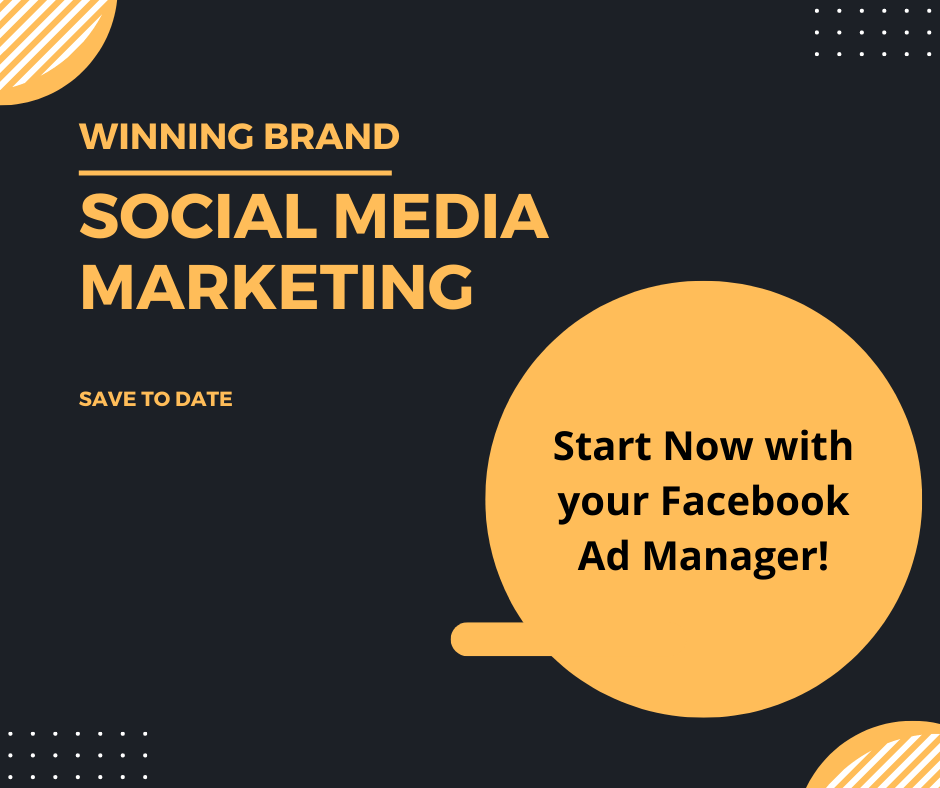 WINNING BRAND
SOCIAL MEDIA
MARKETING
SAVE TO DATE
Start Now with
your Facebook
Ad Manager!